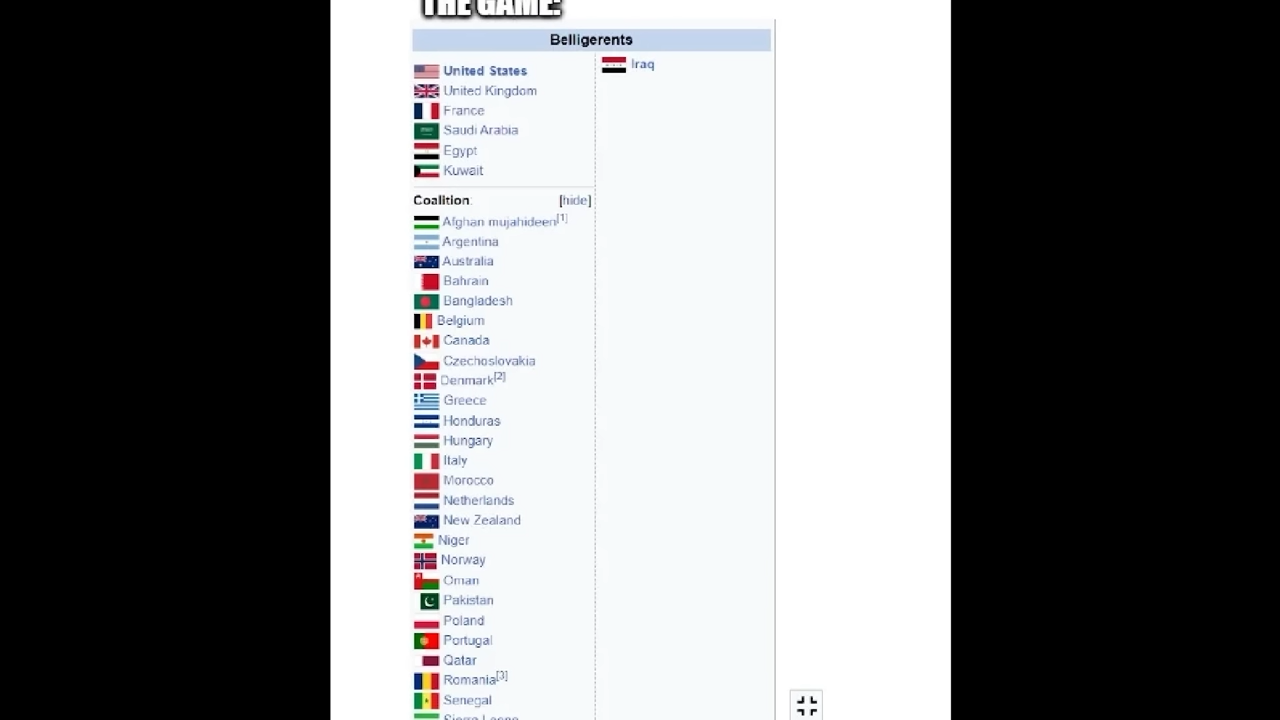 THE GAME:
Belligerents
United States
United Kingdom
France
Saudi Arabia
Egypt
Kuwait
Iraq
Coalition: [hide]
Afghan mujahideen[1]
Argentina
Australia
Bahrain
Bangladesh
Belgium
Canada
Czechoslovakia
Denmark[2]
Greece
Honduras
Hungary
Italy
Morocco
Netherlands
New Zealand
Niger
Norway
Oman
Pakistan
Poland
Portugal
Qatar
Romania[3]
Senegal
Sierra Leone